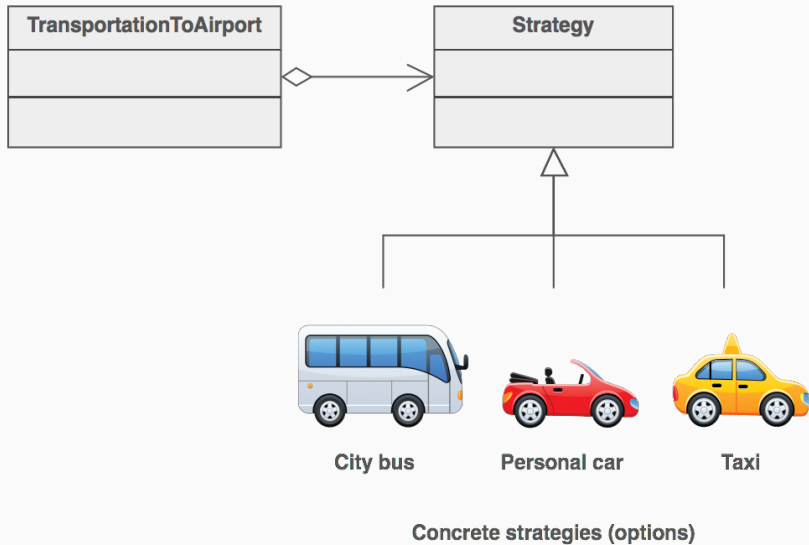 TransportationToAirport
Strategy
City bus
Personal car
Taxi
Concrete strategies (options)